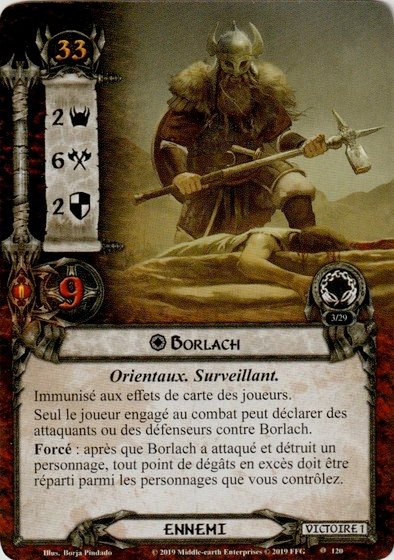 33
2
6
2
9
3/29
Borlach
Orientaux. Surveillant.
Immunisé aux effets de carte des joueurs.
Seul le joueur engagé au combat peut déclarer des
attaquants ou des défenseurs contre Borlach.
Forcé : après que Borlach a attaqué et détruit un
personnage, tout point de dégâts en excès doit être
réparti parmi les personnages que vous contrôlez.
ENNEMI
VICTOIRE 1
Illus. Borja Pindado
© 2019 Middle-earth Enterprises © 2019 FFG
120